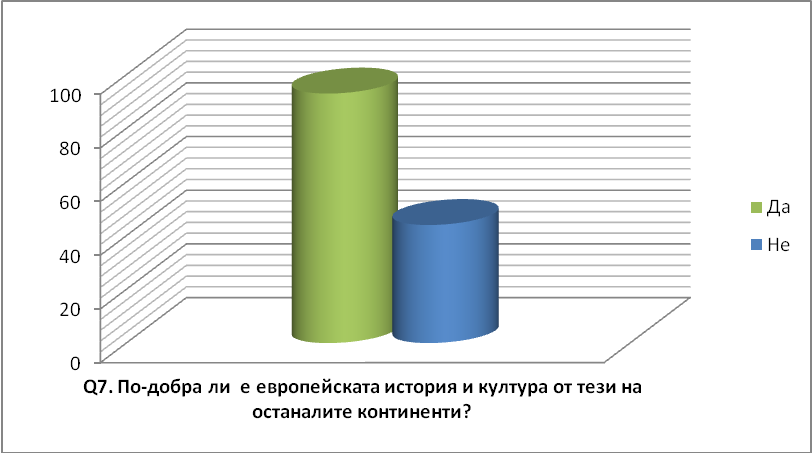 100
80
60
40
20
0
Да
Не
Q7. По-добра ли  е европейската история и култура от тези на
останалите континенти?